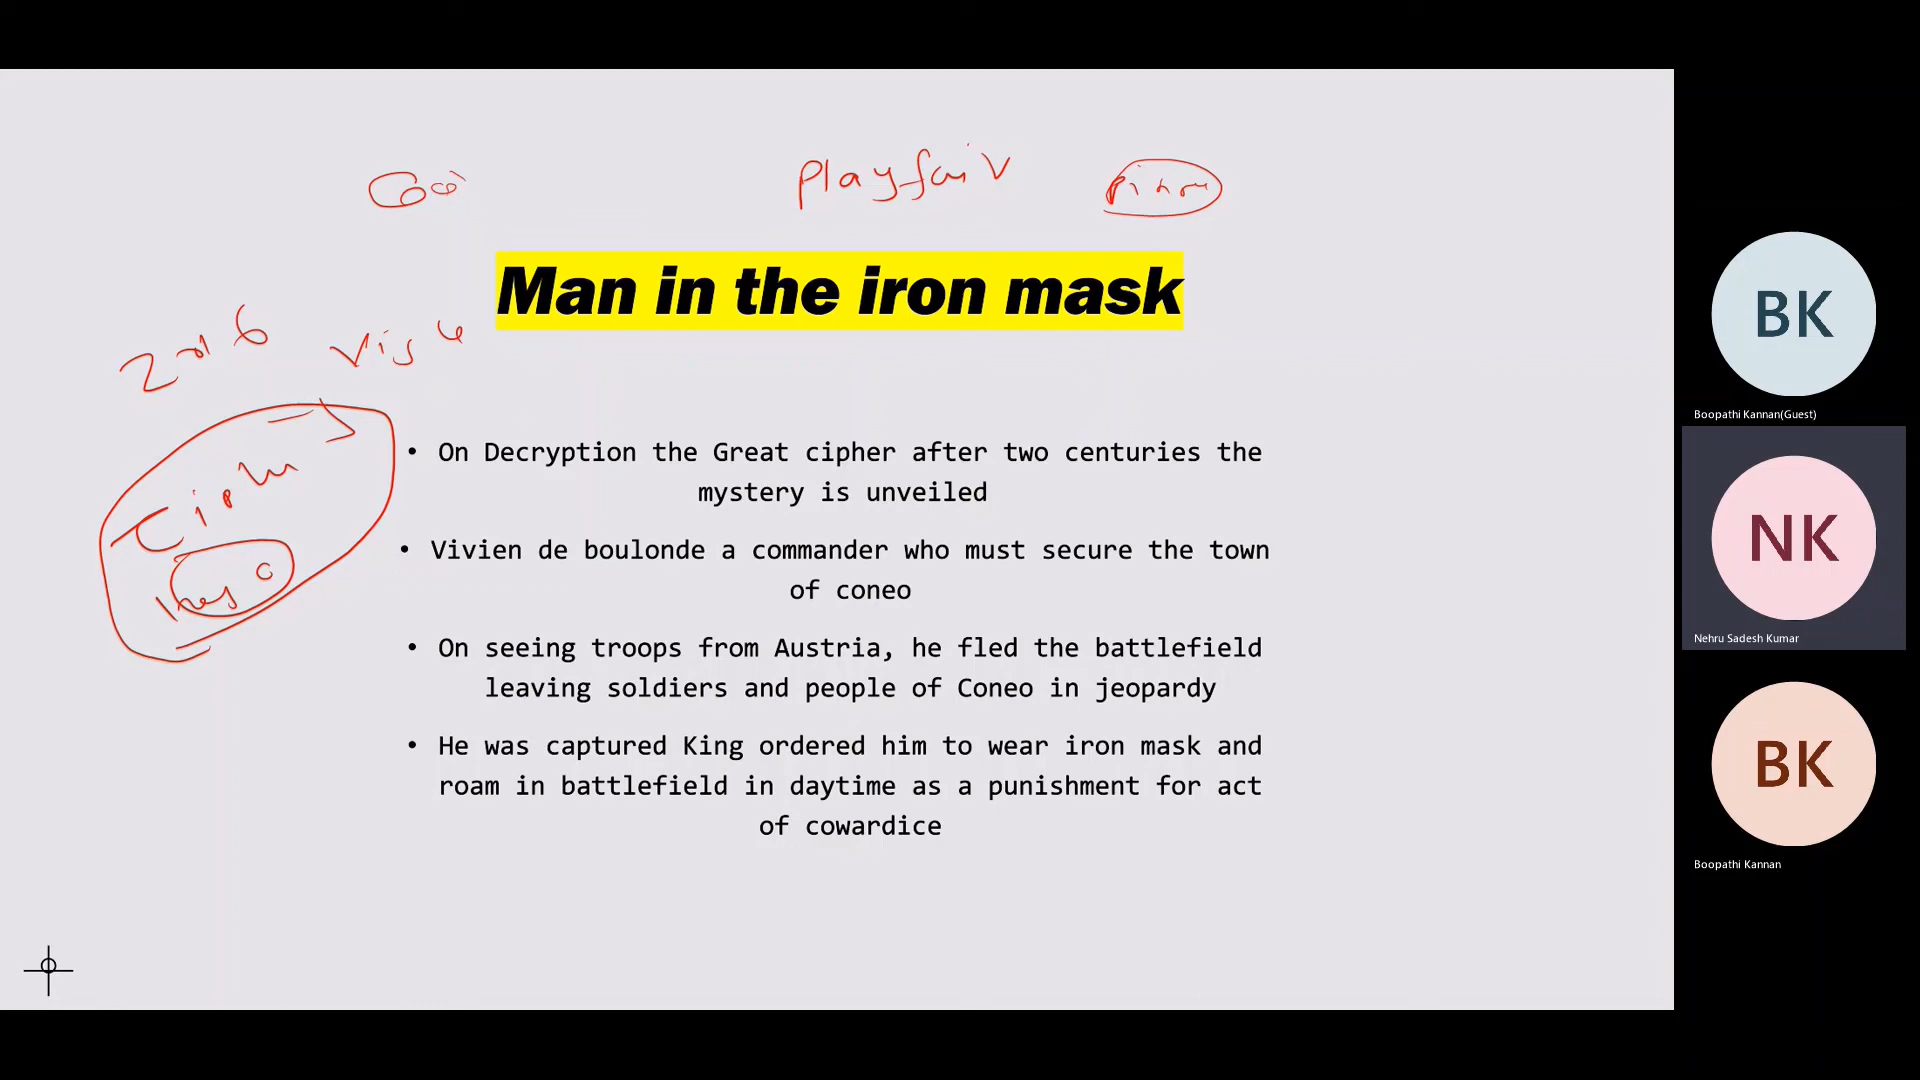 Playfair
Man in the iron mask
• On Decryption the Great cipher after two centuries the
mystery is unveiled
• Vivien de boulonde a commander who must secure the town
of coneo
• On seeing troops from Austria, he fled the battlefield
leaving soldiers and people of Coneo in jeopardy
• He was captured King ordered him to wear iron mask and
roam in battlefield in daytime as a punishment for act
of cowardice
BK
Boopathi Kannan(Guest)
NK
Nehru Sadesh Kumar
BK
Boopathi Kannan